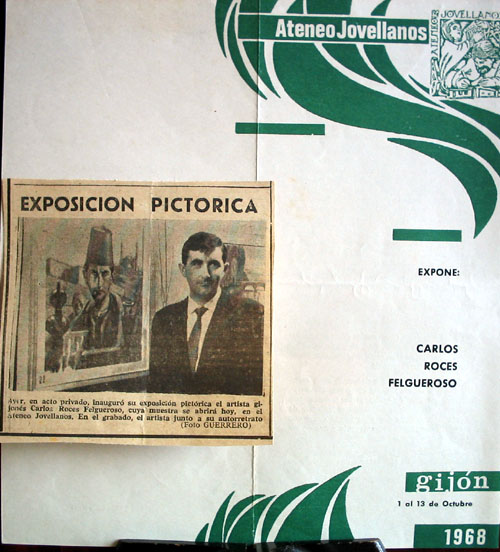 Ateneo Jovellanos
EXPONE:
CARLOS
ROCES
FELGUEROSO
gijón
1 al 13 de Octubre
1968
EXPOSICION PICTORICA
Ayer, en acto privado, inauguró su exposición pictórica el artista gi-
jonés Carlos Roces Felgueroso, cuya muestra se abrirá hoy, en el
Ateneo Jovellanos. En el grabado, el artista junto a su autorretrato
(Foto GUERRERO)